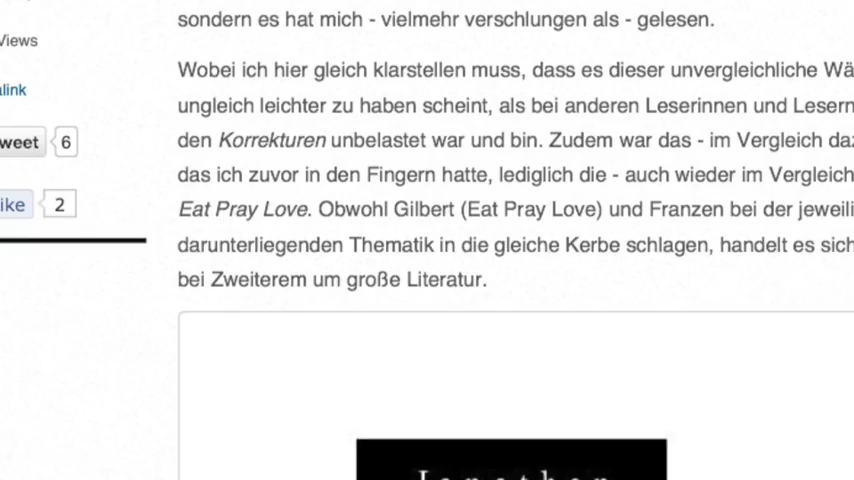 sondern es hat mich - vielmehr verschlungen als - gelesen.
Views
Wobei ich hier gleich klarstellen muss, dass es dieser unvergleichliche
ungleich leichter zu haben scheint, als bei anderen Leserinnen und Lesern
den Korrekturen unbelastet war und bin. Zudem war das - im Vergleich
das ich zuvor in den Fingern hatte, lediglich die - auch wieder im Vergleich
Eat Pray Love. Obwohl Gilbert (Eat Pray Love) und Franzen bei der
darunterliegenden Thematik in die gleiche Kerbe schlagen, handelt es sich
bei Zweiterem um große Literatur.
6
2